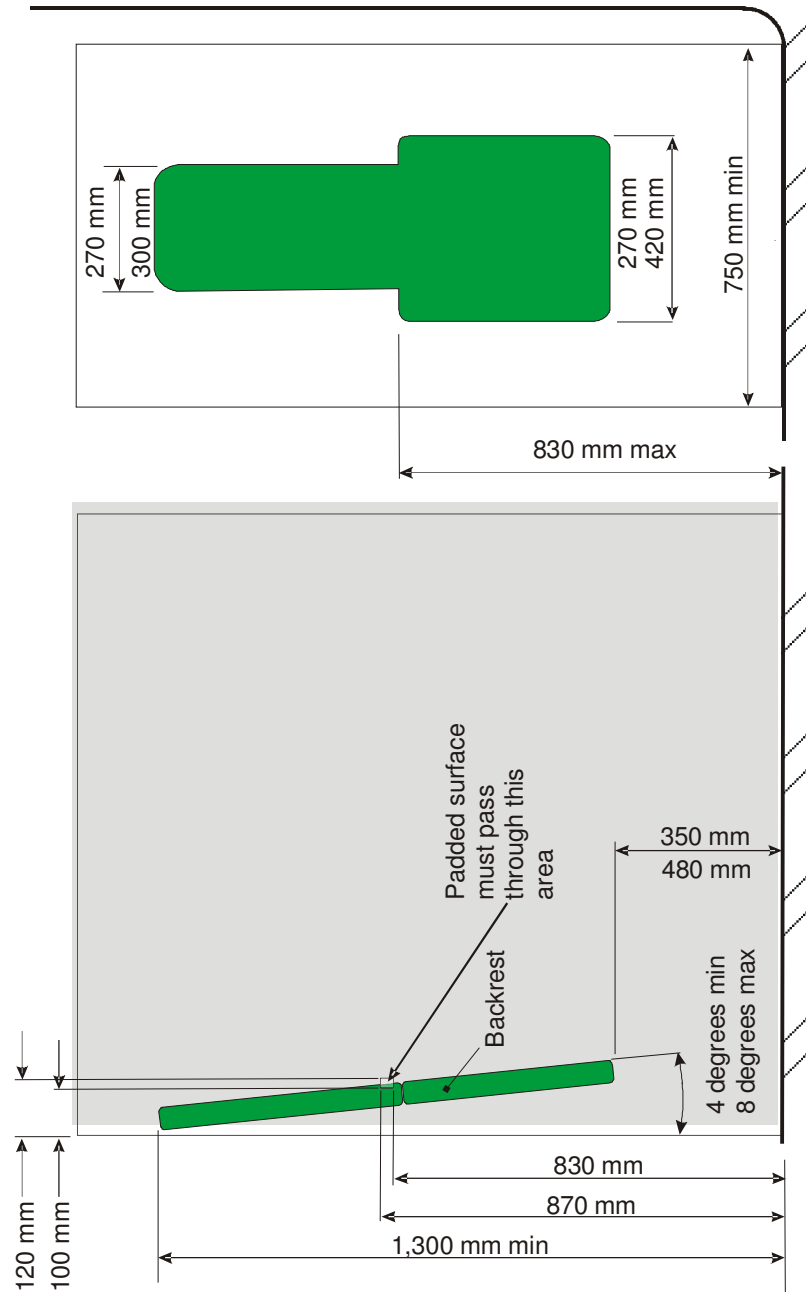 270 mm
300 mm
270 mm
420 mm
750 mm min
830 mm max
Padded surface
must pass
through this
area
Backrest
350 mm
480 mm
4 degrees min
8 degrees max
120 mm
100 mm
830 mm
870 mm
1,300 mm min